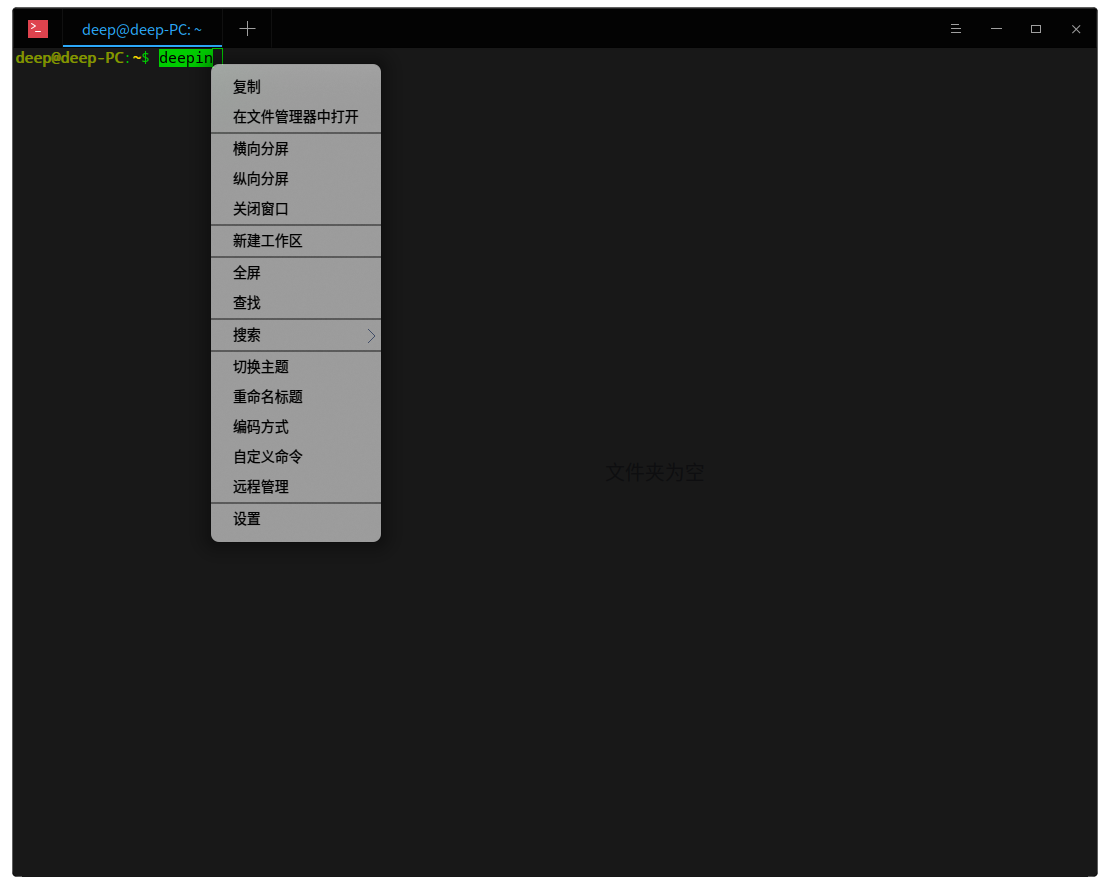 deep@deep-PC: ~
deep@deep-PC:~$ deepin
复制
在文件管理器中打开
横向分屏
纵向分屏
关闭窗口
新建工作区
全屏
查找
搜索
切换主题
重命名标题
编码方式
自定义命令
远程管理
设置
文件夹为空